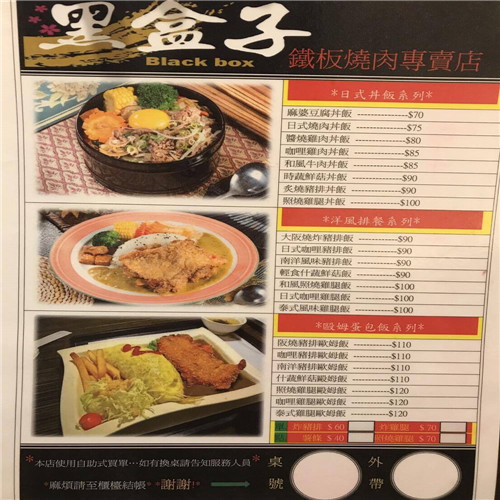 黑盒子
Black box
鐵板燒肉專賣店
*日式丼飯系列*
麻婆豆腐丼飯 --------------$70
日式燒肉丼飯 --------------$75
醬燒雞肉丼飯 --------------$80
咖哩雞肉丼飯 --------------$85
和風牛肉丼飯 --------------$85
時蔬鮮菇丼飯 --------------$90
炙燒豬排丼飯 --------------$90
照燒雞腿丼飯 --------------$100
*洋風排餐系列*
大阪燒炸豬排飯 ------------$90
日式咖哩豬排飯 ------------$90
南洋風味豬排飯 ------------$90
輕食什蔬鮮菇飯 ------------$90
和風照燒雞腿飯 ------------$100
日式咖哩雞腿飯 ------------$100
泰式風味雞腿飯 ------------$100
*歐姆蛋包飯系列*
阪燒豬排歐姆飯 ------------$110
咖哩豬排歐姆飯 ------------$110
南洋豬排歐姆飯 ------------$110
什蔬鮮菇歐姆飯 ------------$110
照燒雞腿歐姆飯 ------------$120
咖哩雞腿歐姆飯 ------------$120
泰式雞腿歐姆飯 ------------$120
炸豬排 $60 炸雞腿 $70
薯條 $40 照燒雞腿 $70
*本店使用自助式買單...如有換桌請告知服務人員
*麻煩請至櫃檯結帳 *謝謝!
桌號
外帶